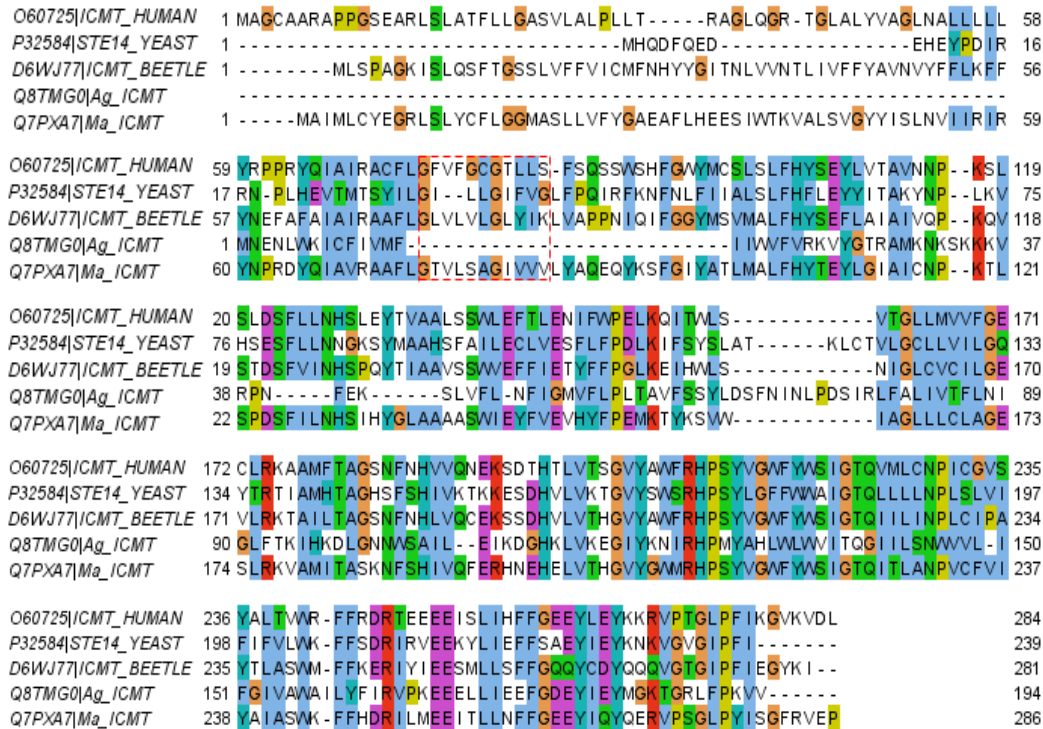 O60725|ICMT_HUMAN 1 MAGCAARAPPGSEARLSLATFLLGASVLALPLLT-----RAGLQGR-TGLALYVAGLNALLLLL 58
P32584|STE14_YEAST 1 --------------------------------MHQDFQED----------------EHEYPDIR 16
D6WJ77|ICMT_BEETLE 1 --------MLSPAGKISLQSFTGSSLVFFVICMFNHYYGITNLVVNTLIVFFYAVNVYFFLKFF 56
Q8TMG0|Ag_ICMT ----------------------------------------------------------------
Q7PXA7|Ma_ICMT 1 -----MAIMLCYEGRLSLYCFLGGMASLLVFYGAEAFLHEESIWTKVALSVGYYISLNVIIRIR 59
O60725|ICMT_HUMAN 59 YRPPRYQIAIRACFLGFVFGCGTLLS-FSQSSWSHFGWYMCSLSLFHYSEYLVTAVNNP--KSL 119
P32584|STE14_YEAST 17 RN-PLHEVTMTSYILGI--LLGIFVGLFPQIRFKNFNLFIIALSLFHFLEYYITAKYNP--LKV 75
D6WJ77|ICMT_BEETLE 57 YNEFAFAIAIRAAFLGLVLVLGLYIKLVAPPNIQIFGGYMSVMALFHYSEFLAIAIVQP--KQV 118
Q8TMG0|Ag_ICMT 1 MNENLWKICFIVMF---------------------------IIWVFVRKVYGTRAMKNKSKKKV 37
Q7PXA7|Ma_ICMT 60 YNPRDYQIAVRAAFLGTVLSAGIVVVLYAQEQYKSFGIYATLMALFHYTEYLGIAICNP--KTL 121
O60725|ICMT_HUMAN 20 SLDSFLLNHSLEYTVAALSSWLEFTLENIFWPELKQITWLS------------VTGLLMVVFGE 171
P32584|STE14_YEAST 76 HSESFLLNNGKSYMAAHSFAILECLVESFLFPDLKIFSYSLAT------KLCTVLGCLLVILGQ 133
D6WJ77|ICMT_BEETLE 19 STDSFVINHSPQYTIAAVSSWVEFFIETYFFPGLKEIHWLS------------NIGLCVCILGE 170
Q8TMG0|Ag_ICMT 38 RPN-----FEK------SLVFL-NFIGMVFLPLTAVFSSYLDSFNINLPDSIRLFALIVTFLNI 89
Q7PXA7|Ma_ICMT 22 SPDSFILNHSIHYGLAAAASWIEYFVEVHYFPEMKTYKSWW------------IAGLLLCLAGE 173
O60725|ICMT_HUMAN 172 CLRKAAMFTAGSNFNHVVQNEKSDTHTLVTSGVYAWFRHPSYVGWFYWSIGTQVMLCNPICGVS 235
P32584|STE14_YEAST 134 YTRTIAMHTAGHSFSHIVKTKKESDHVLVKTGVYSWSRHPSYLGFFWWAIGTQLLLLNPLSLVI 197
D6WJ77|ICMT_BEETLE 171 VLRKTAILTAGSNFNHLVQCEKSSDHVLVTHGVYAWFRHPSYVGWFYWSIGTQIILINPLCIPA 234
Q8TMG0|Ag_ICMT 90 GLFTKIHKDLGNNWSAIL--EIKDGHKLVKEGIYKNIRHPMYAHLWLWVITQGIILSNWVVL-I 150
Q7PXA7|Ma_ICMT 174 SLRKVAMITASKNFSHIVQFERHNEHELVTHGVYGWMRHPSYVGWFYWSIGTQITLANPVCFVI 237
O60725|ICMT_HUMAN 236 YALTVWR-FFRDRTEEEEISLIHFFGEEYLEYKKRVPTGLPFIKGVKVDL 284
P32584|STE14_YEAST 198 FIFVLWK-FFSDRIRVEEKYLIEFFSAEYIEYKNKVGVGIPFI------- 239
D6WJ77|ICMT_BEETLE 235 YTLASWM-FFKERIYIEESMLLSFFGQQYCDYQQQVGTGIPFIEGYKI-- 281
Q8TMG0|Ag_ICMT 151 FGIVAWAILYFIRVPKEEELLIEEFGDEYIEYMGKTGRLFPKVV------ 194
Q7PXA7|Ma_ICMT 238 YAIASWK-FFHDRILMEEITLLNFFGEEYIQYQERVPSGLPYISGFRVEP 286